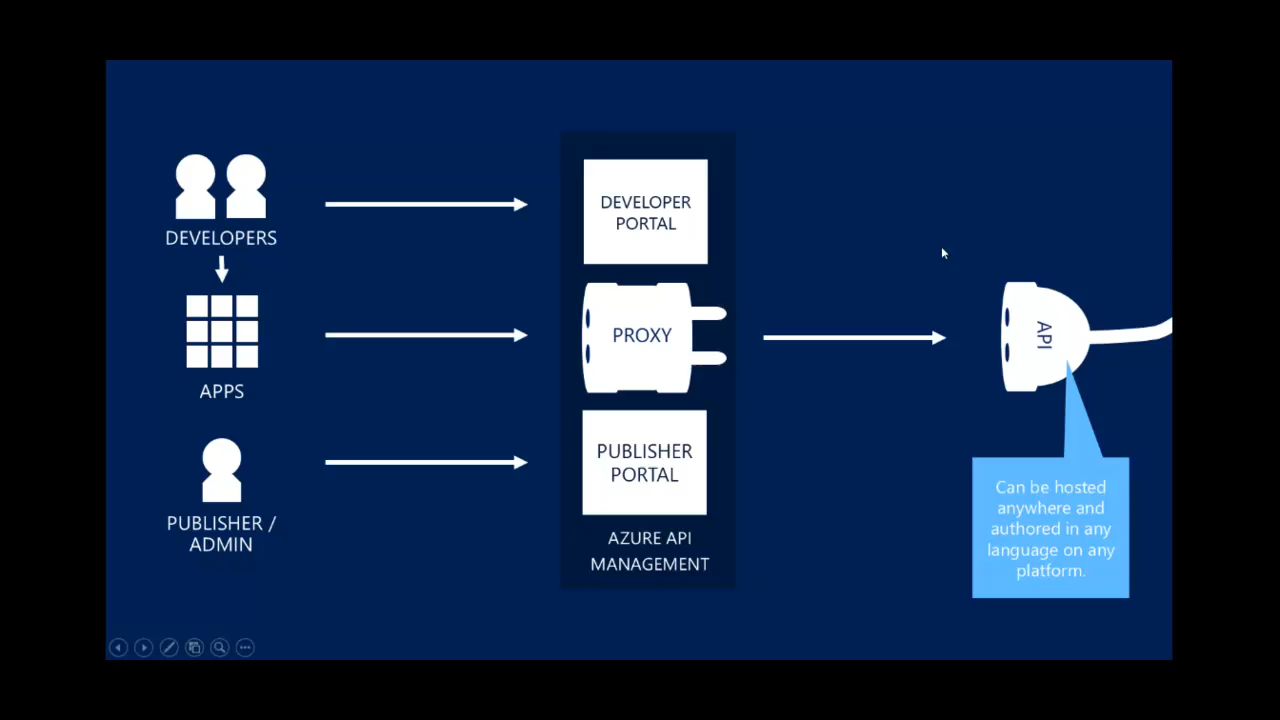 DEVELOPERS
APPS
PUBLISHER /
ADMIN
DEVELOPER
PORTAL
PROXY
PUBLISHER
PORTAL
AZURE API
MANAGEMENT
API
Can be hosted
anywhere and
authored in any
language on any
platform.